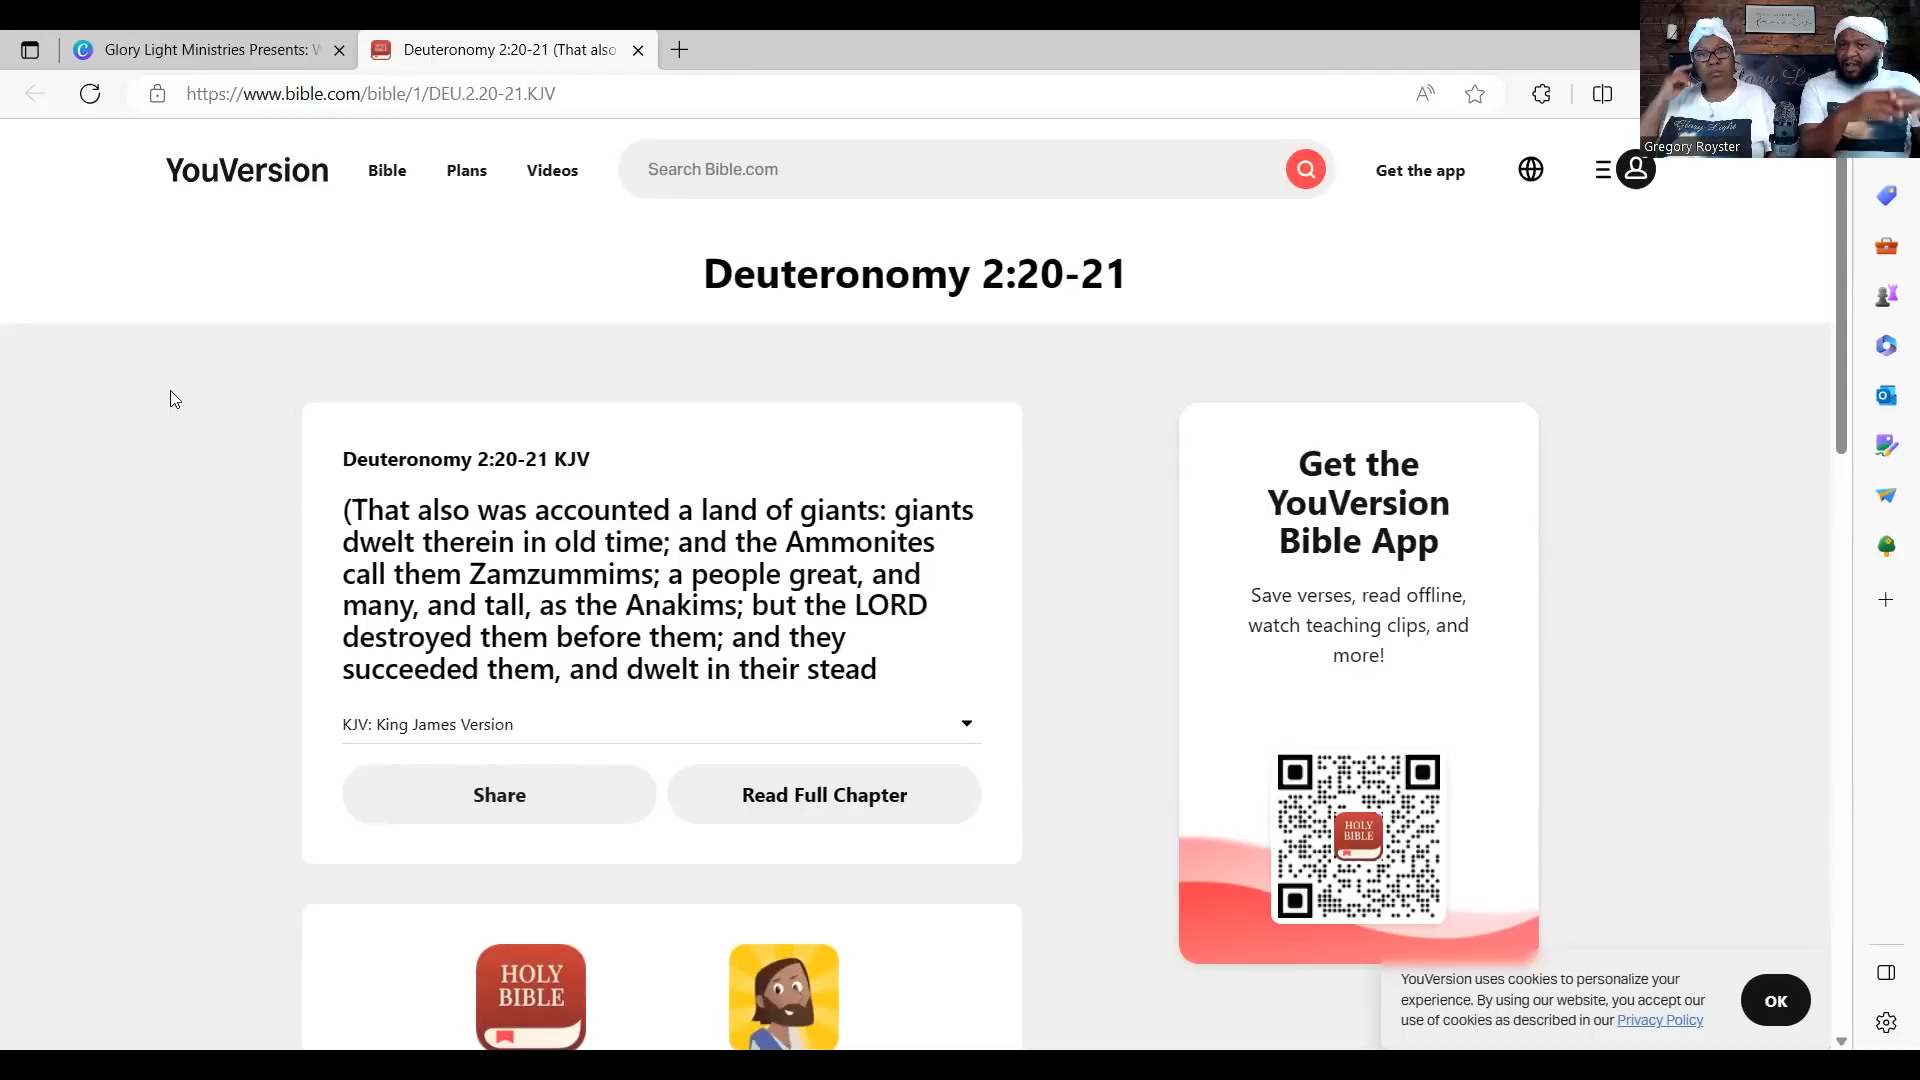 Glory Light Ministries Presents: W
Deuteronomy 2:20-21 (That also
https://www.bible.com/bible/1/DEU.2.20-21.KJV
Glory Light
Gregory Royster
YouVersion
Bible
Plans
Videos
Search Bible.com
Get the app
Deuteronomy 2:20-21
Deuteronomy 2:20-21 KJV
(That also was accounted a land of giants: giants
dwelt therein in old time; and the Ammonites
call them Zamzummims; a people great, and
many, and tall, as the Anakims; but the LORD
destroyed them before them; and they
succeeded them, and dwelt in their stead
KJV: King James Version
Share
Read Full Chapter
HOLY
BIBLE
Get the
YouVersion
Bible App
Save verses, read offline,
watch teaching clips, and
more!
HOLY
BIBLE
YouVersion uses cookies to personalize your
experience. By using our website, you accept our
use of cookies as described in our Privacy Policy
OK